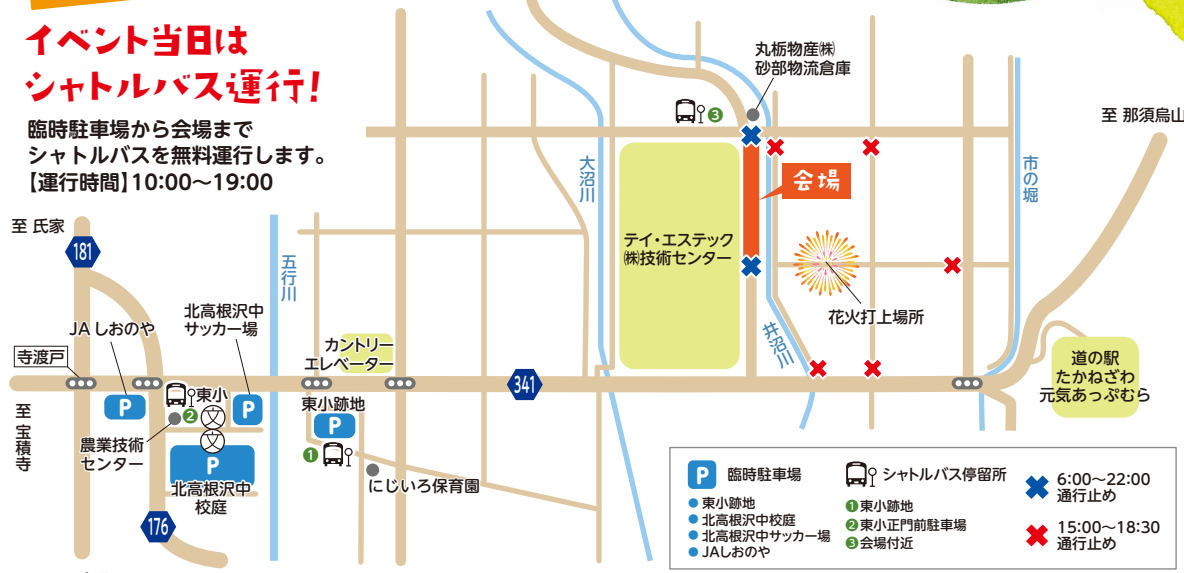 イベント当日は
シャトルバス運行!
臨時駐車場から会場まで
シャトルバスを無料運行します。
【運行時間】10:00〜19:00
丸栃物産㈱
砂部物流倉庫
3
至 那須烏山
大沼川
市の堀
会場
至 氏家
181
テイ・エステック
㈱技術センター
五行川
北高根沢中
サッカー場
花火打上場所
井沼川
JAしおのや
カントリー
エレベーター
寺渡戸
341
道の駅
たかねざわ
元気あっぷむら
P
東小
P
東小跡地
至 宝積寺
2
文
P
農業技術
センター
文
P
1
にじいろ保育園
北高根沢中
校庭
176
P 臨時駐車場
東小跡地
北高根沢中校庭
北高根沢中サッカー場
JAしおのや
シャトルバス停留所
1 東小跡地
2 東小正門前駐車場
3 会場付近
6:00〜22:00
通行止め
15:00〜18:30
通行止め